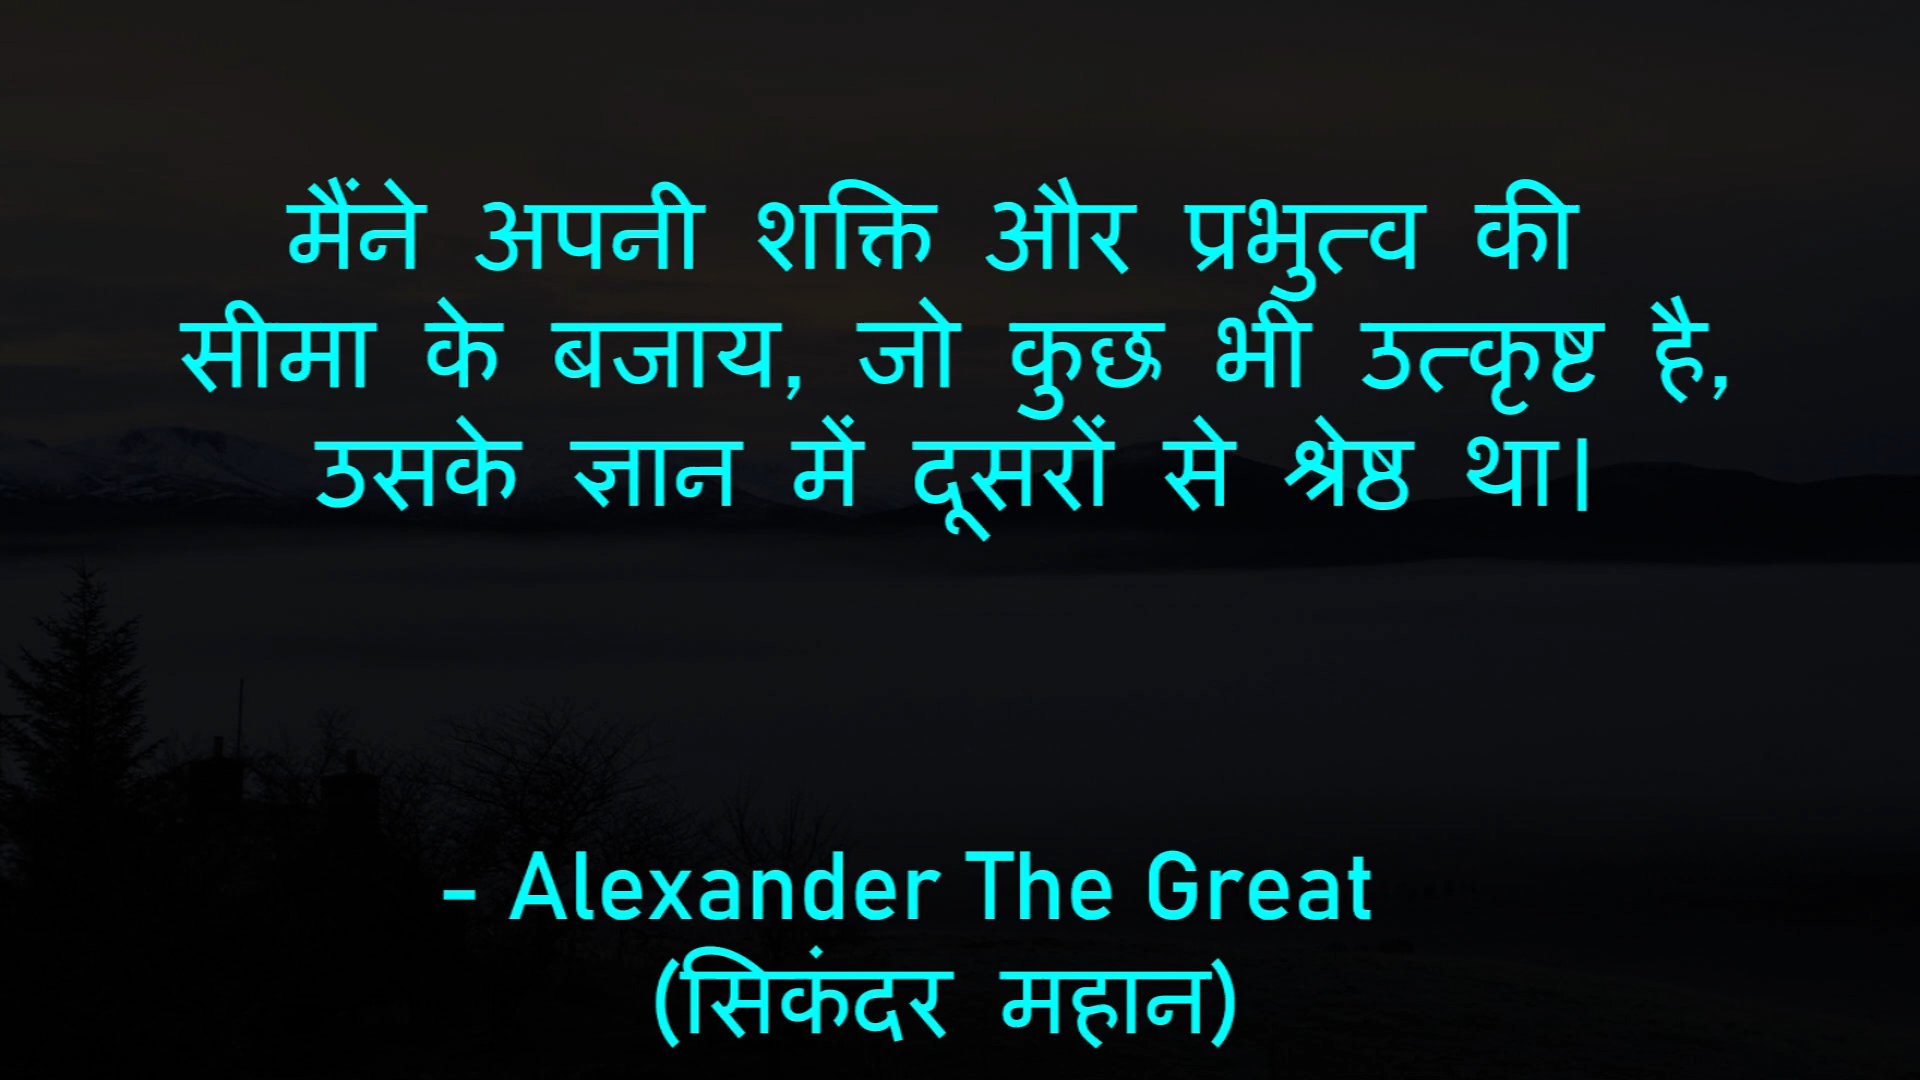 मैंने अपनी शक्ति और प्रभुत्व की
सीमा के बजाय, जो कुछ भी उत्कृष्ट है,
उसके ज्ञान में दूसरों से श्रेष्ठ था।
- Alexander The Great
(सिकंदर महान)